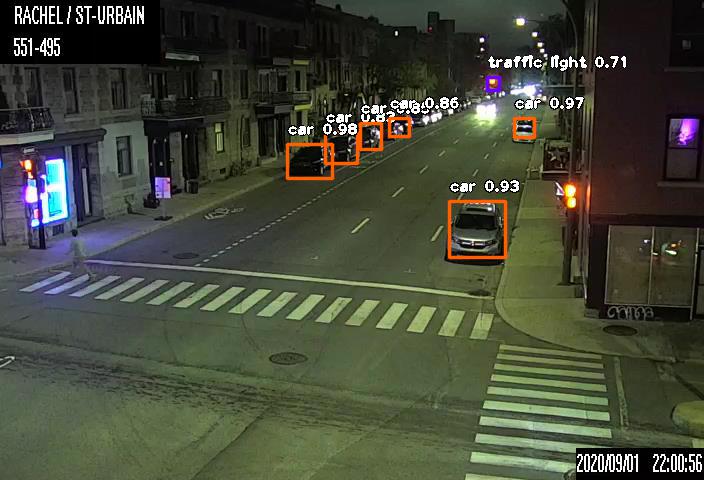 RACHEL / ST-URBAIN
551-495
traffic light 0.71
car 0.86
car 0.97
car 0.98
car 0.93
2020/09/01 22:00:56